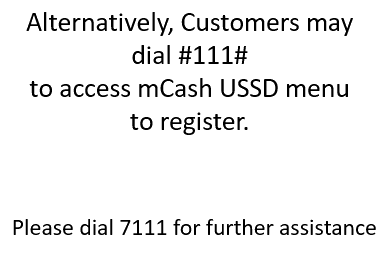 Alternatively, Customers may
dial #111#
to access mCash USSD menu
to register.
Please dial 7111 for further assistance